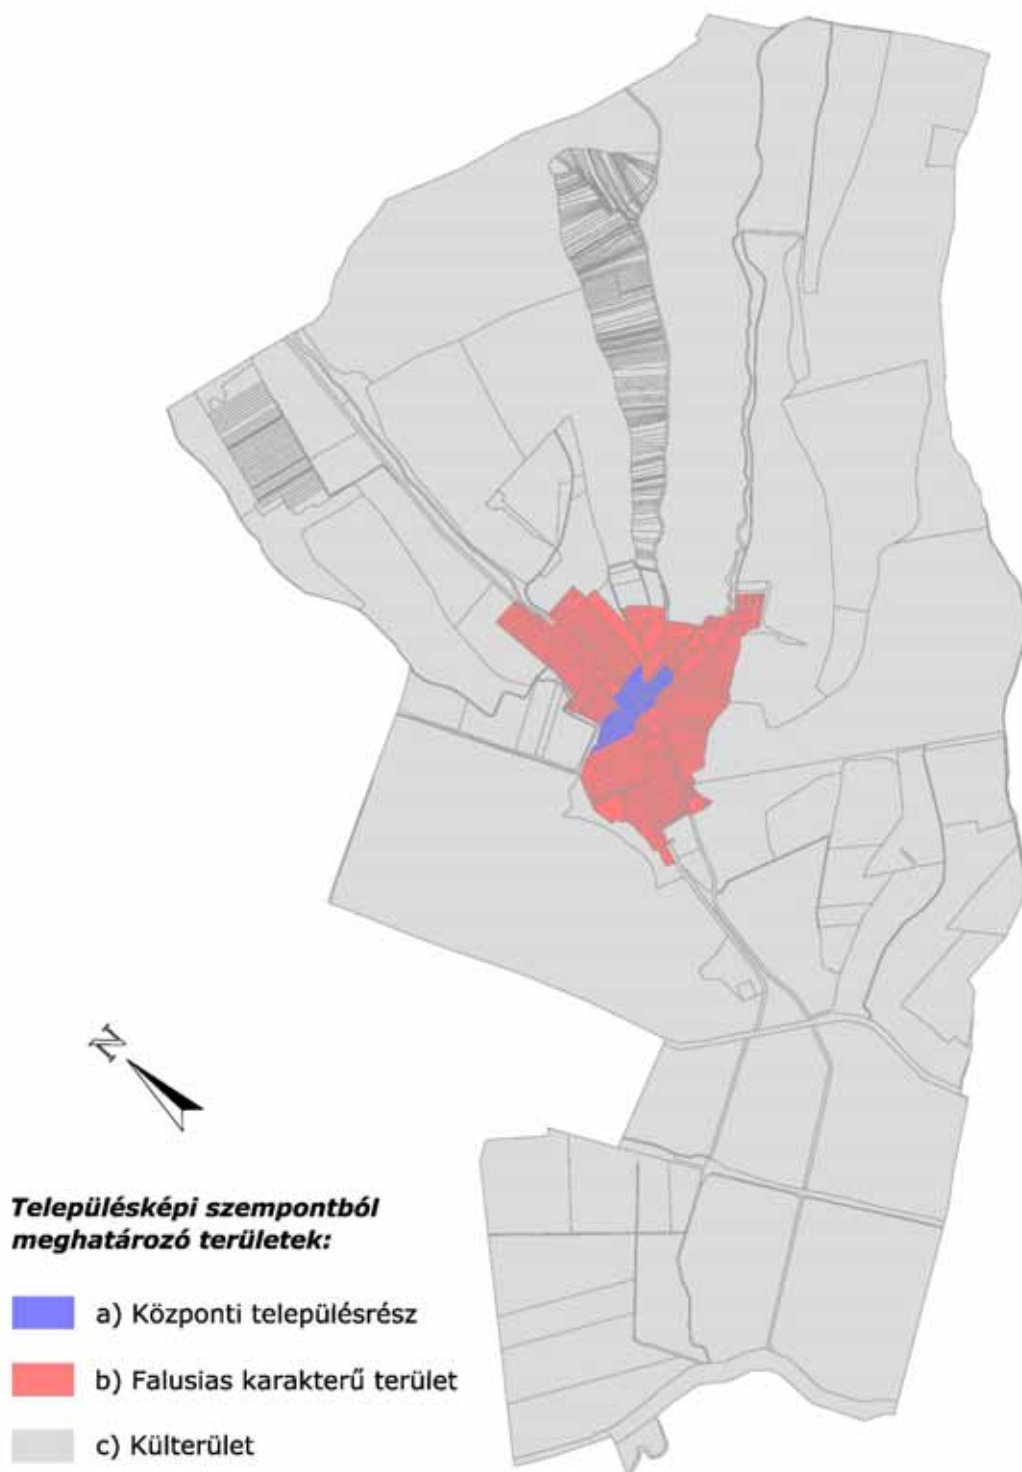 N
Településképi szempontból
meghatározó területek:
a) Központi településrész
b) Falusias karakterű terület
c) Külterület